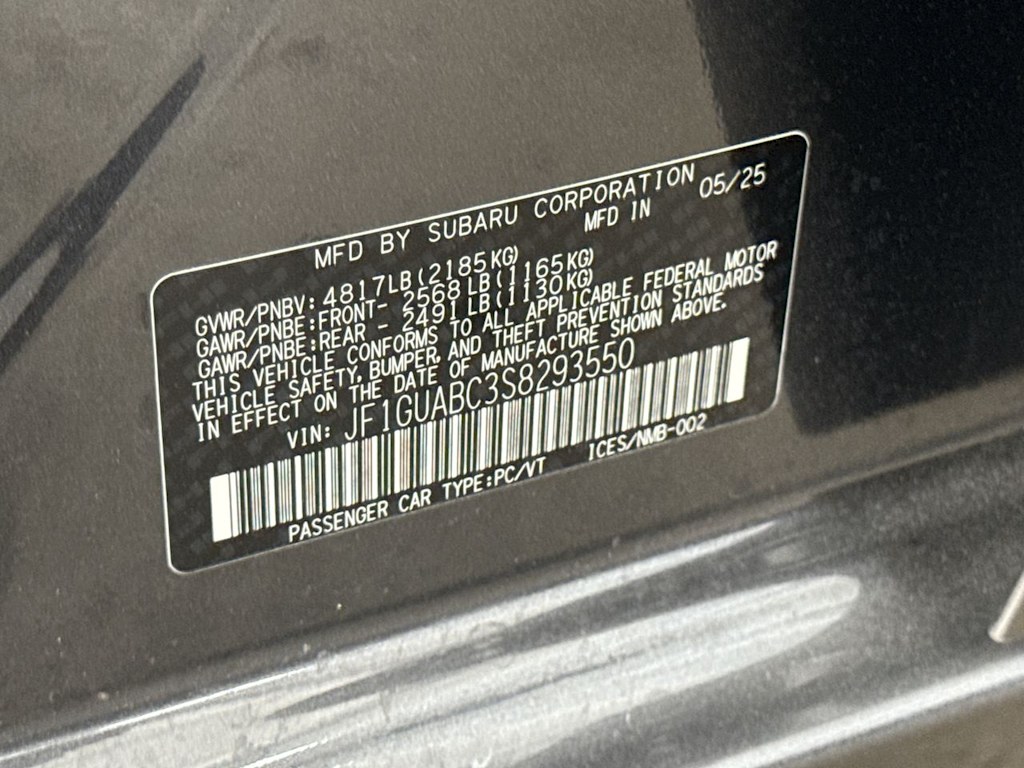 MFD BY SUBARU CORPORATION
MFD IN 05/25
GVWR/PNBV: 4817LB(2185KG)
GAWR/PNBE:FRONT- 2568LB(1165KG)
GAWR/PNBE:REAR - 2491LB(1130KG)
THIS VEHICLE CONFORMS TO ALL APPLICABLE FEDERAL MOTOR
VEHICLE SAFETY, BUMPER, AND THEFT PREVENTION STANDARDS
IN EFFECT ON THE DATE OF MANUFACTURE SHOWN ABOVE.
VIN: JF1GUABC3S8293550
PASSENGER CAR TYPE:PC/VT ICES/NMB-002